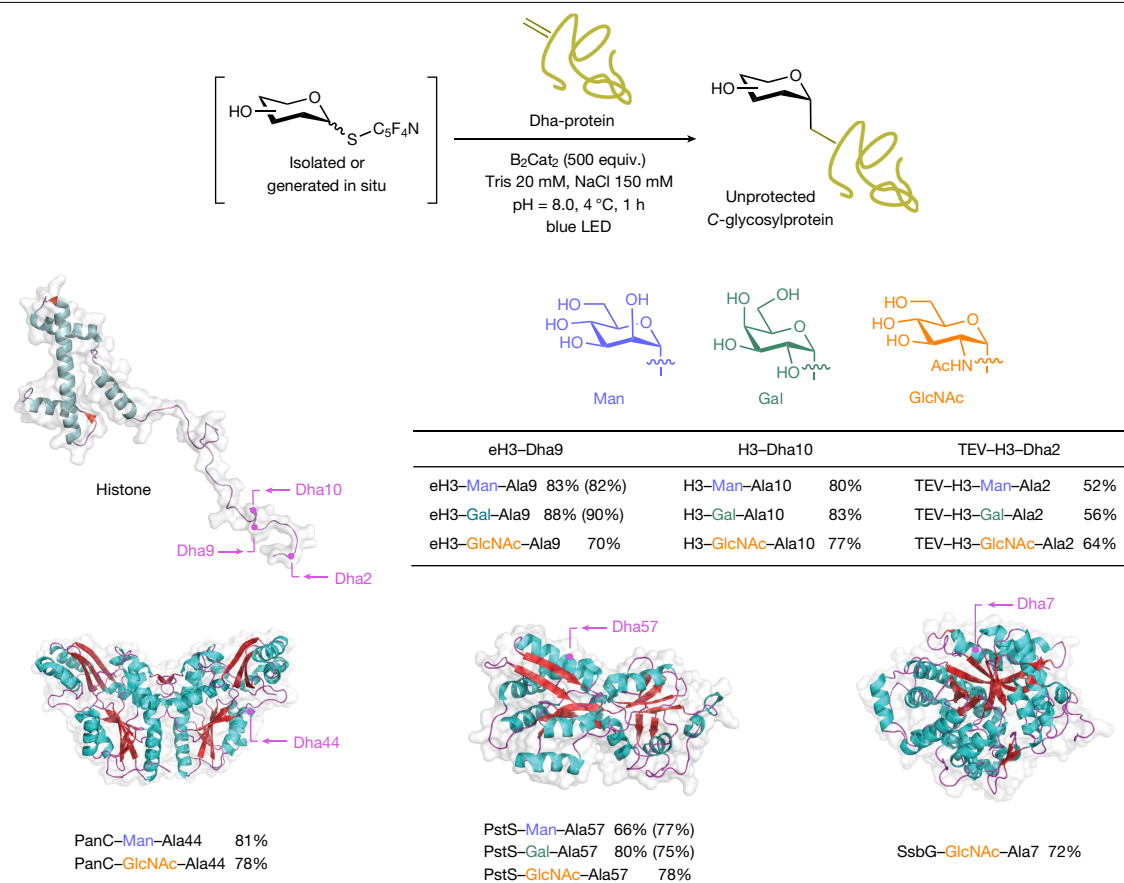 HO
O
S
C₅F₄N
Isolated or
generated in situ
Dha-protein
B₂Cat₂ (500 equiv.)
Tris 20 mM, NaCl 150 mM
pH = 8.0, 4 °C, 1 h
blue LED
HO
O
Unprotected
C-glycosylprotein
Histone
Dha10
Dha9
Dha2
HO
OH
HO
HO
O
Man
HO
OH
O
HO
HO
Gal
HO
HO
HO
O
AcHN
GlcNAc
eH3–Dha9 H3–Dha10 TEV–H3–Dha2
eH3–Man–Ala9 83% (82%) H3–Man–Ala10 80% TEV–H3–Man–Ala2 52%
eH3–Gal–Ala9 88% (90%) H3–Gal–Ala10 83% TEV–H3–Gal–Ala2 56%
eH3–GlcNAc–Ala9 70% H3–GlcNAc–Ala10 77% TEV–H3–GlcNAc–Ala2 64%
Dha44
PanC–Man–Ala44 81%
PanC–GlcNAc–Ala44 78%
Dha57
PstS–Man–Ala57 66% (77%)
PstS–Gal–Ala57 80% (75%)
PstS–GlcNAc–Ala57 78%
Dha7
SsbG–GlcNAc–Ala7 72%